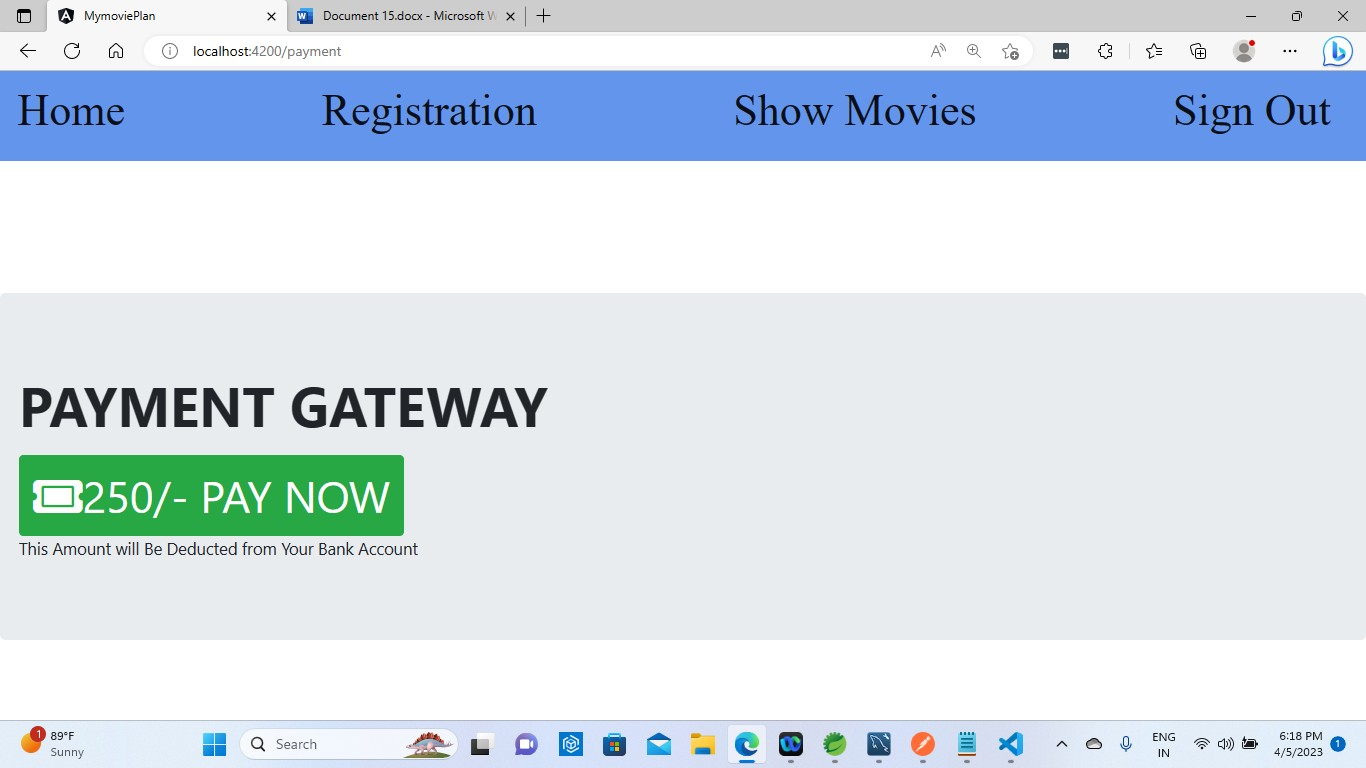 MymoviePlan
Document 15.docx - Microsoft W
localhost:4200/payment
Home Registration Show Movies Sign Out
PAYMENT GATEWAY
250/- PAY NOW
This Amount will Be Deducted from Your Bank Account
1
89°F
Sunny
Search
ENG
IN
6:18 PM
4/5/2023
1